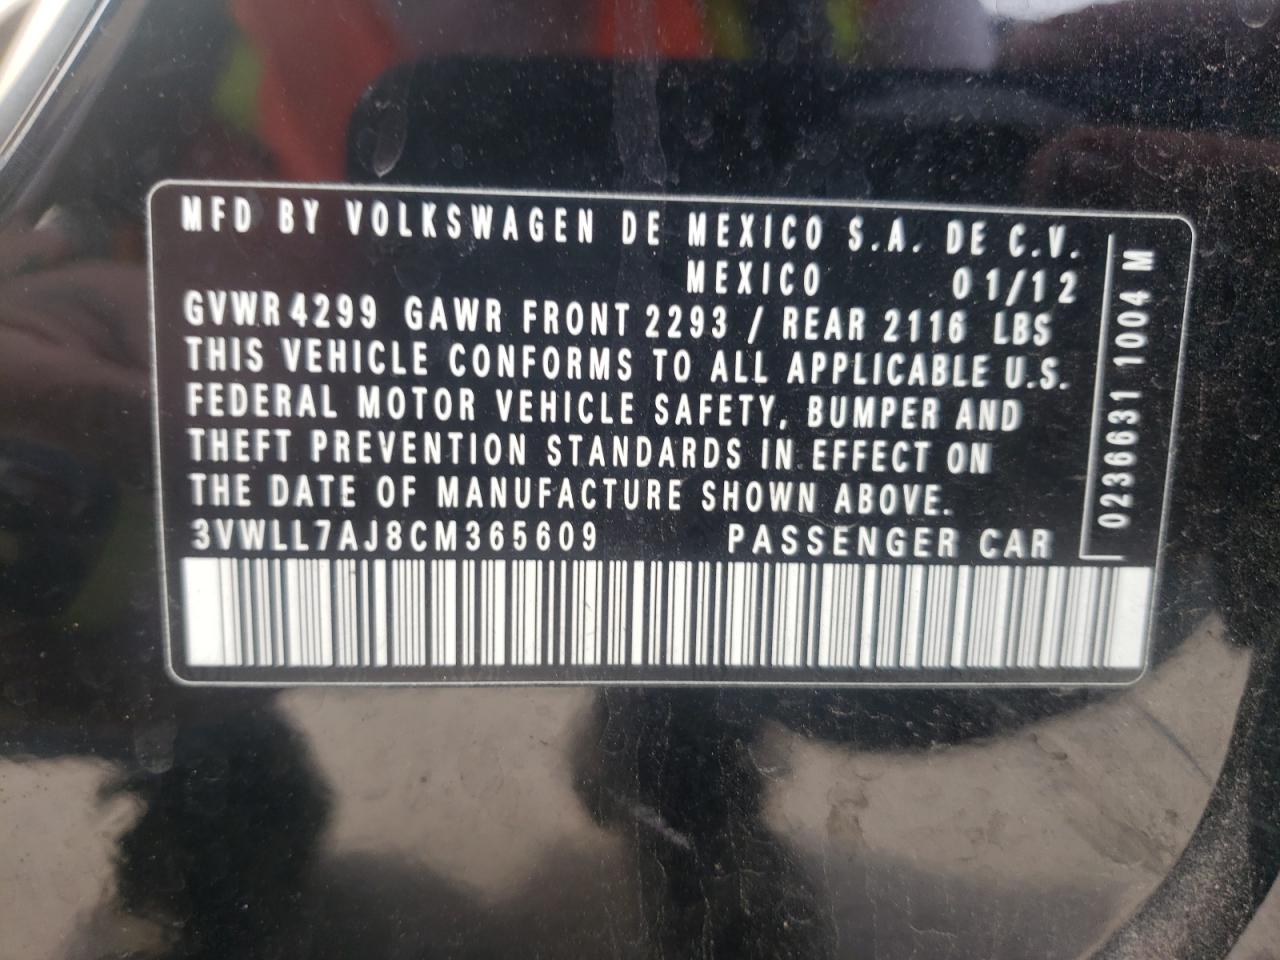 MFD BY VOLKSWAGEN DE MEXICO S.A. DE C.V.
MEXICO 01/12
GVWR 4299 GAWR FRONT 2293 / REAR 2116 LBS
THIS VEHICLE CONFORMS TO ALL APPLICABLE U.S.
FEDERAL MOTOR VEHICLE SAFETY, BUMPER AND
THEFT PREVENTION STANDARDS IN EFFECT ON
THE DATE OF MANUFACTURE SHOWN ABOVE.
3VWLL7AJ8CM365609 PASSENGER CAR
0236631 1004 M